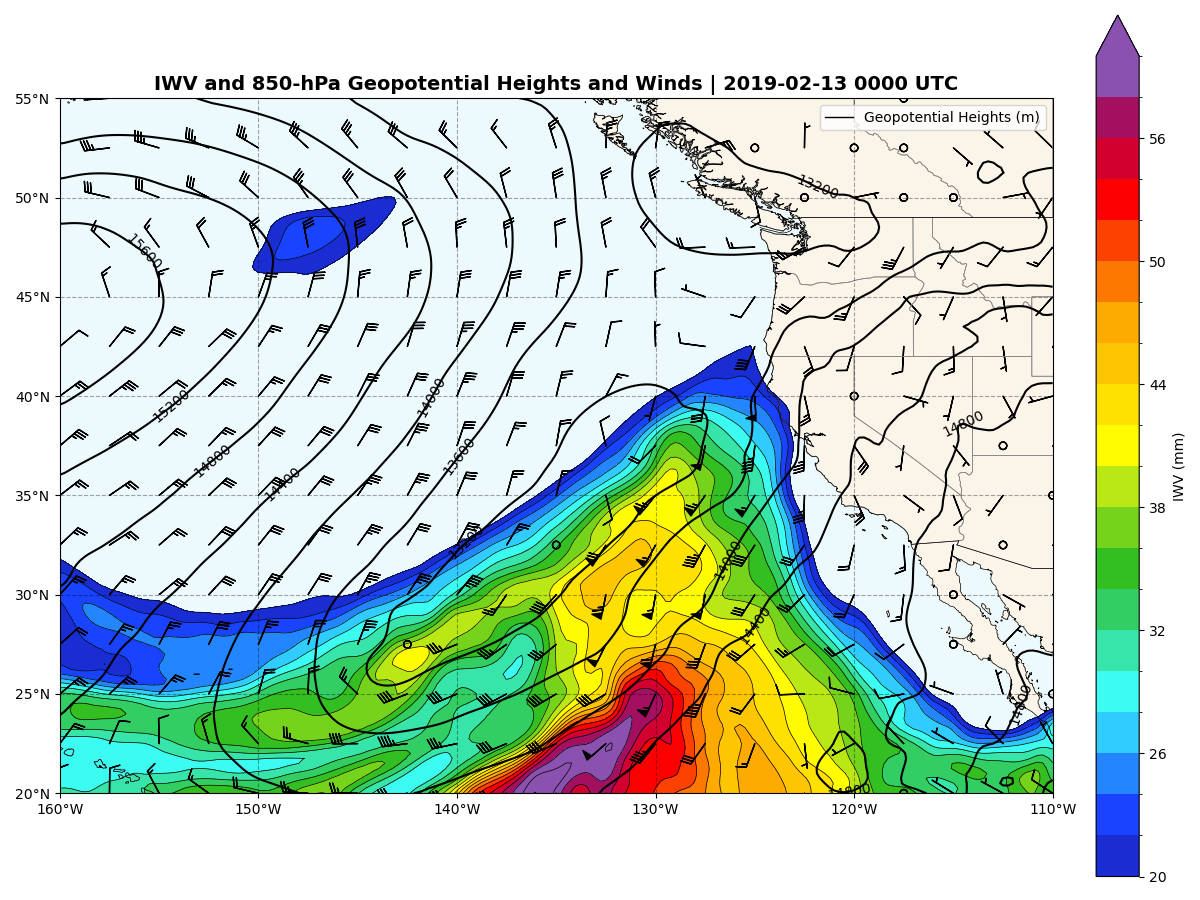 IWV and 850-hPa Geopotential Heights and Winds | 2019-02-13 0000 UTC
Geopotential Heights (m)
55°N
50°N
45°N
40°N
35°N
30°N
25°N
20°N
160°W
150°W
140°W
130°W
120°W
110°W
13200
15600
15200
14800
14400
14000
13600
13200
14800
14000
14400
14000
14800
56
50
44
38
32
26
20
IWV (mm)